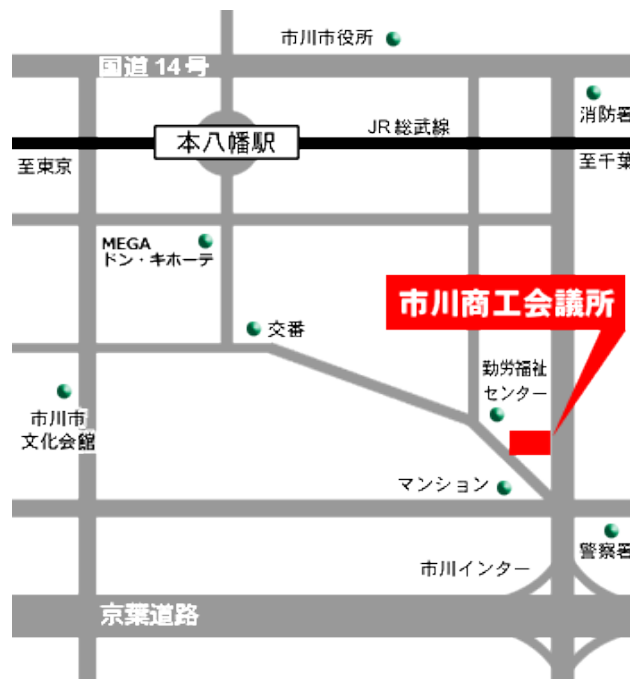 市川市役所
国道14号
消防署
JR総武線
本八幡駅
至東京
至千葉
MEGA
ドン・キホーテ
市川商工会議所
交番
勤労福祉
センター
市川市
文化会館
マンション
警察署
市川インター
京葉道路